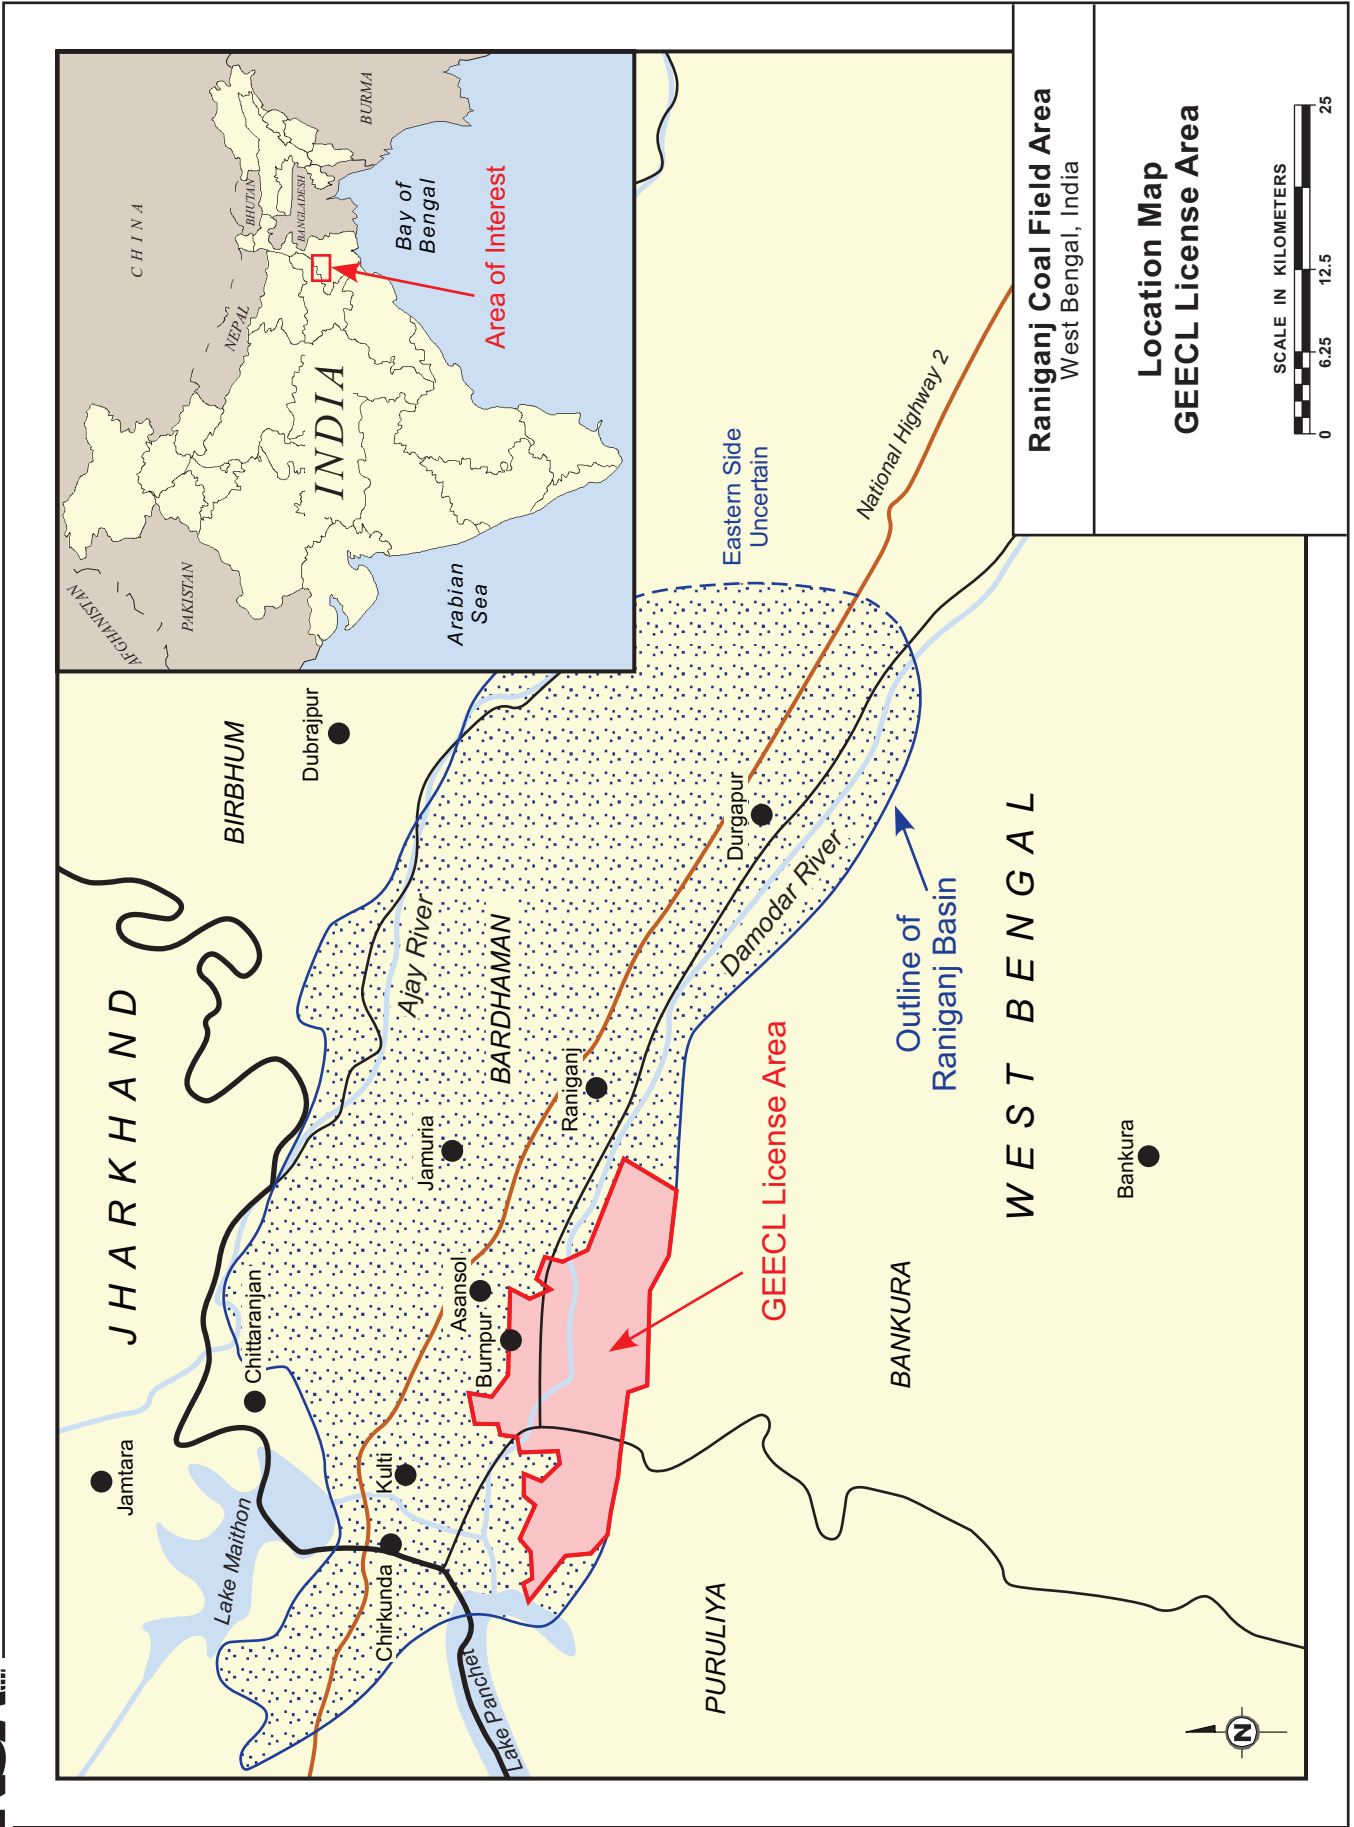 CHINA
AFGHANISTAN
PAKISTAN
NEPAL
BHUTAN
BANGLADESH
BURMA
INDIA
Arabian
Sea
Bay of
Bengal
Area of Interest
JHARKHAND
BIRBHUM
Jamtara
Dubrajpur
Chittaranjan
Lake Maithon
Ajay River
Kulti
Jamuria
BARDHAMAN
Chirkunda
Asansol
Burnpur
Raniganj
Durgapur
Lake Panchet
Damodar River
Eastern Side
Uncertain
National Highway 2
GEECL License Area
Outline of
Raniganj Basin
PURULIYA
BANKURA
WEST BENGAL
Bankura
N
Raniganj Coal Field Area
West Bengal, India
Location Map
GEECL License Area
SCALE IN KILOMETERS
0 6.25 12.5 25